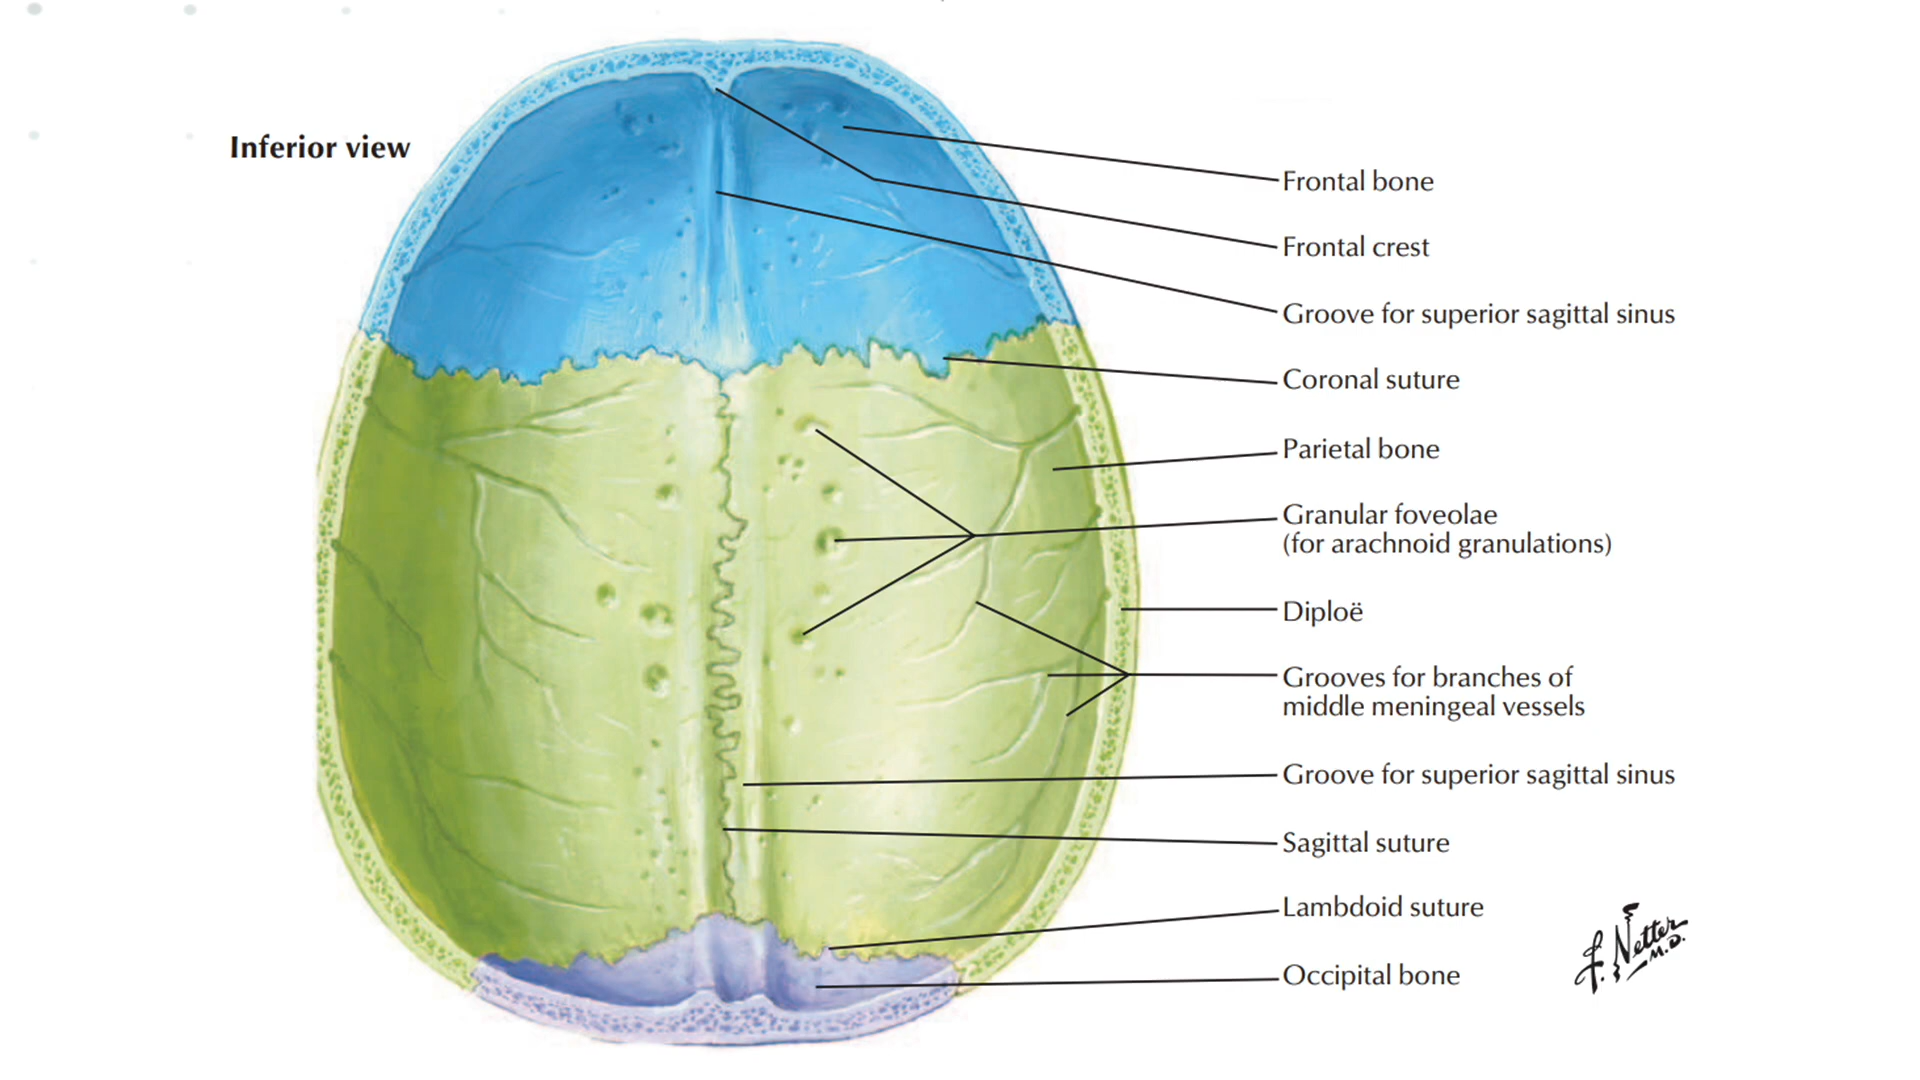 Inferior view
Frontal bone
Frontal crest
Groove for superior sagittal sinus
Coronal suture
Parietal bone
Granular foveolae
(for arachnoid granulations)
Diploë
Grooves for branches of
middle meningeal vessels
Groove for superior sagittal sinus
Sagittal suture
Lambdoid suture
Occipital bone
f. Netter
M.D.